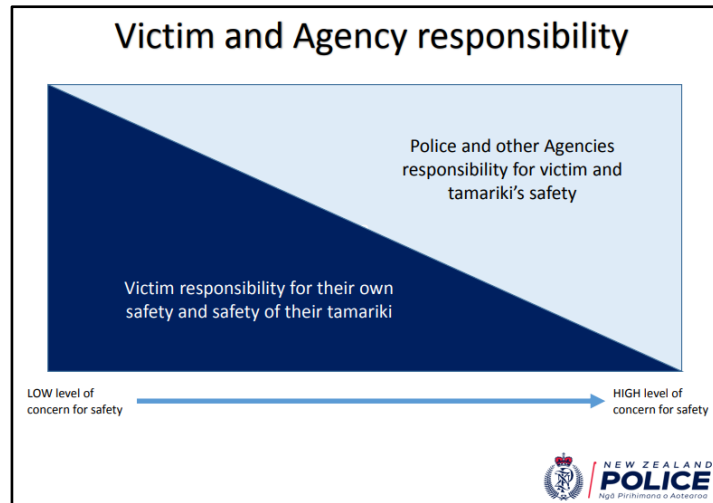 Victim and Agency responsibility
Police and other Agencies
responsibility for victim and
tamariki's safety
Victim responsibility for their own
safety and safety of their tamariki
LOW level of
concern for safety
HIGH level of
concern for safety
NEW ZEALAND
POLICE
Ngā Pirihimana o Aotearoa